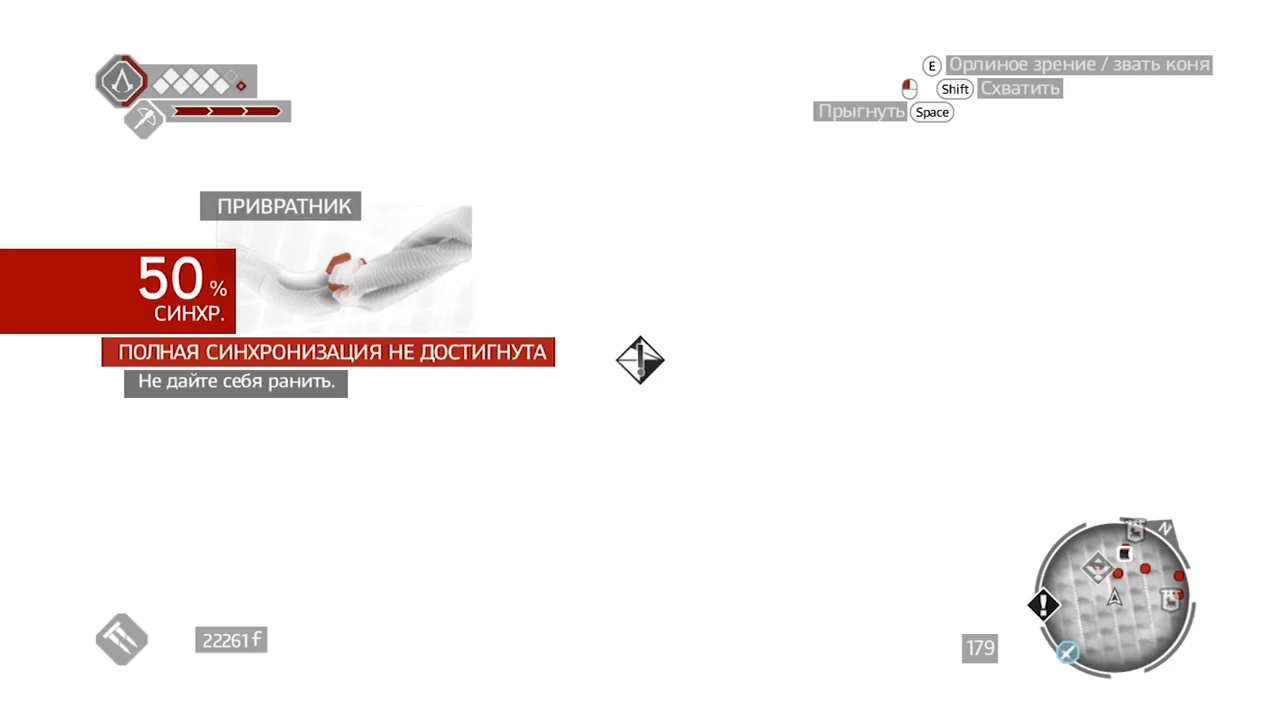 E Орлиное зрение / звать коня
Shift Схватить
Прыгнуть Space
ПРИВРАТНИК
50 %
СИНХР.
ПОЛНАЯ СИНХРОНИЗАЦИЯ НЕ ДОСТИГНУТА
Не дайте себя ранить.
N
22261 f
179